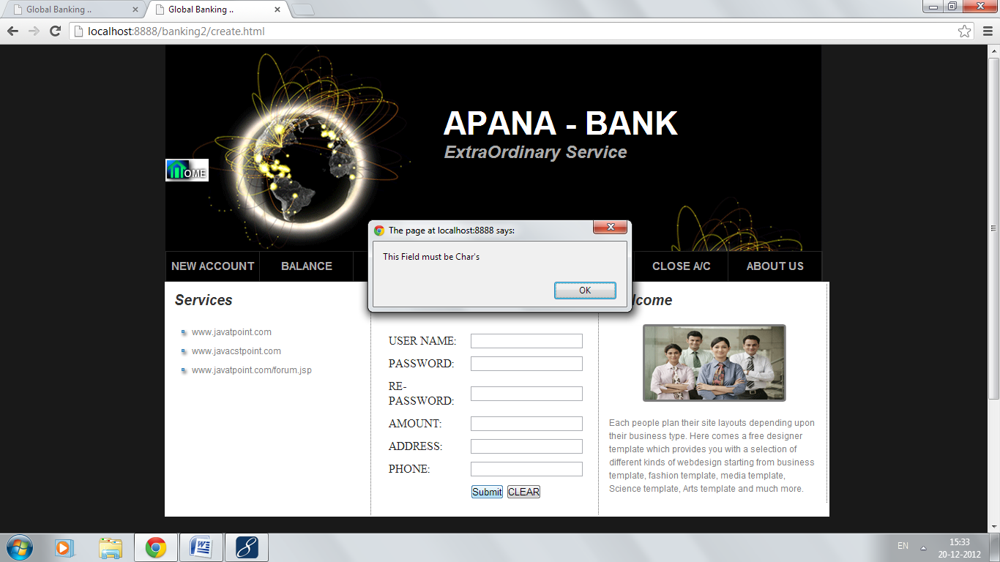 Global Banking ..
Global Banking ..
localhost:8888/banking2/create.html
APANA - BANK
ExtraOrdinary Service
HOME
The page at localhost:8888 says:
This Field must be Char's
OK
NEW ACCOUNT
BALANCE
CLOSE A/C
ABOUT US
Services
www.javatpoint.com
www.javacstpoint.com
www.javatpoint.com/forum.jsp
USER NAME:
PASSWORD:
RE-
PASSWORD:
AMOUNT:
ADDRESS:
PHONE:
Submit CLEAR
lcome
Each people plan their site layouts depending upon
their business type. Here comes a free designer
template which provides you with a selection of
different kinds of webdesign starting from business
template, fashion template, media template,
Science template, Arts template and much more.
EN
15:33
20-12-2012